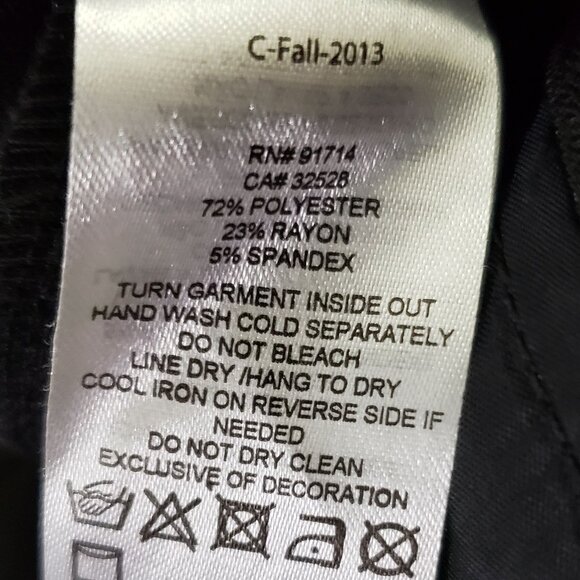 C-Fall-2013
RN# 91714
CA# 32528
72% POLYESTER
23% RAYON
5% SPANDEX
TURN GARMENT INSIDE OUT
HAND WASH COLD SEPARATELY
DO NOT BLEACH
LINE DRY /HANG TO DRY
COOL IRON ON REVERSE SIDE IF
NEEDED
DO NOT DRY CLEAN
EXCLUSIVE OF DECORATION